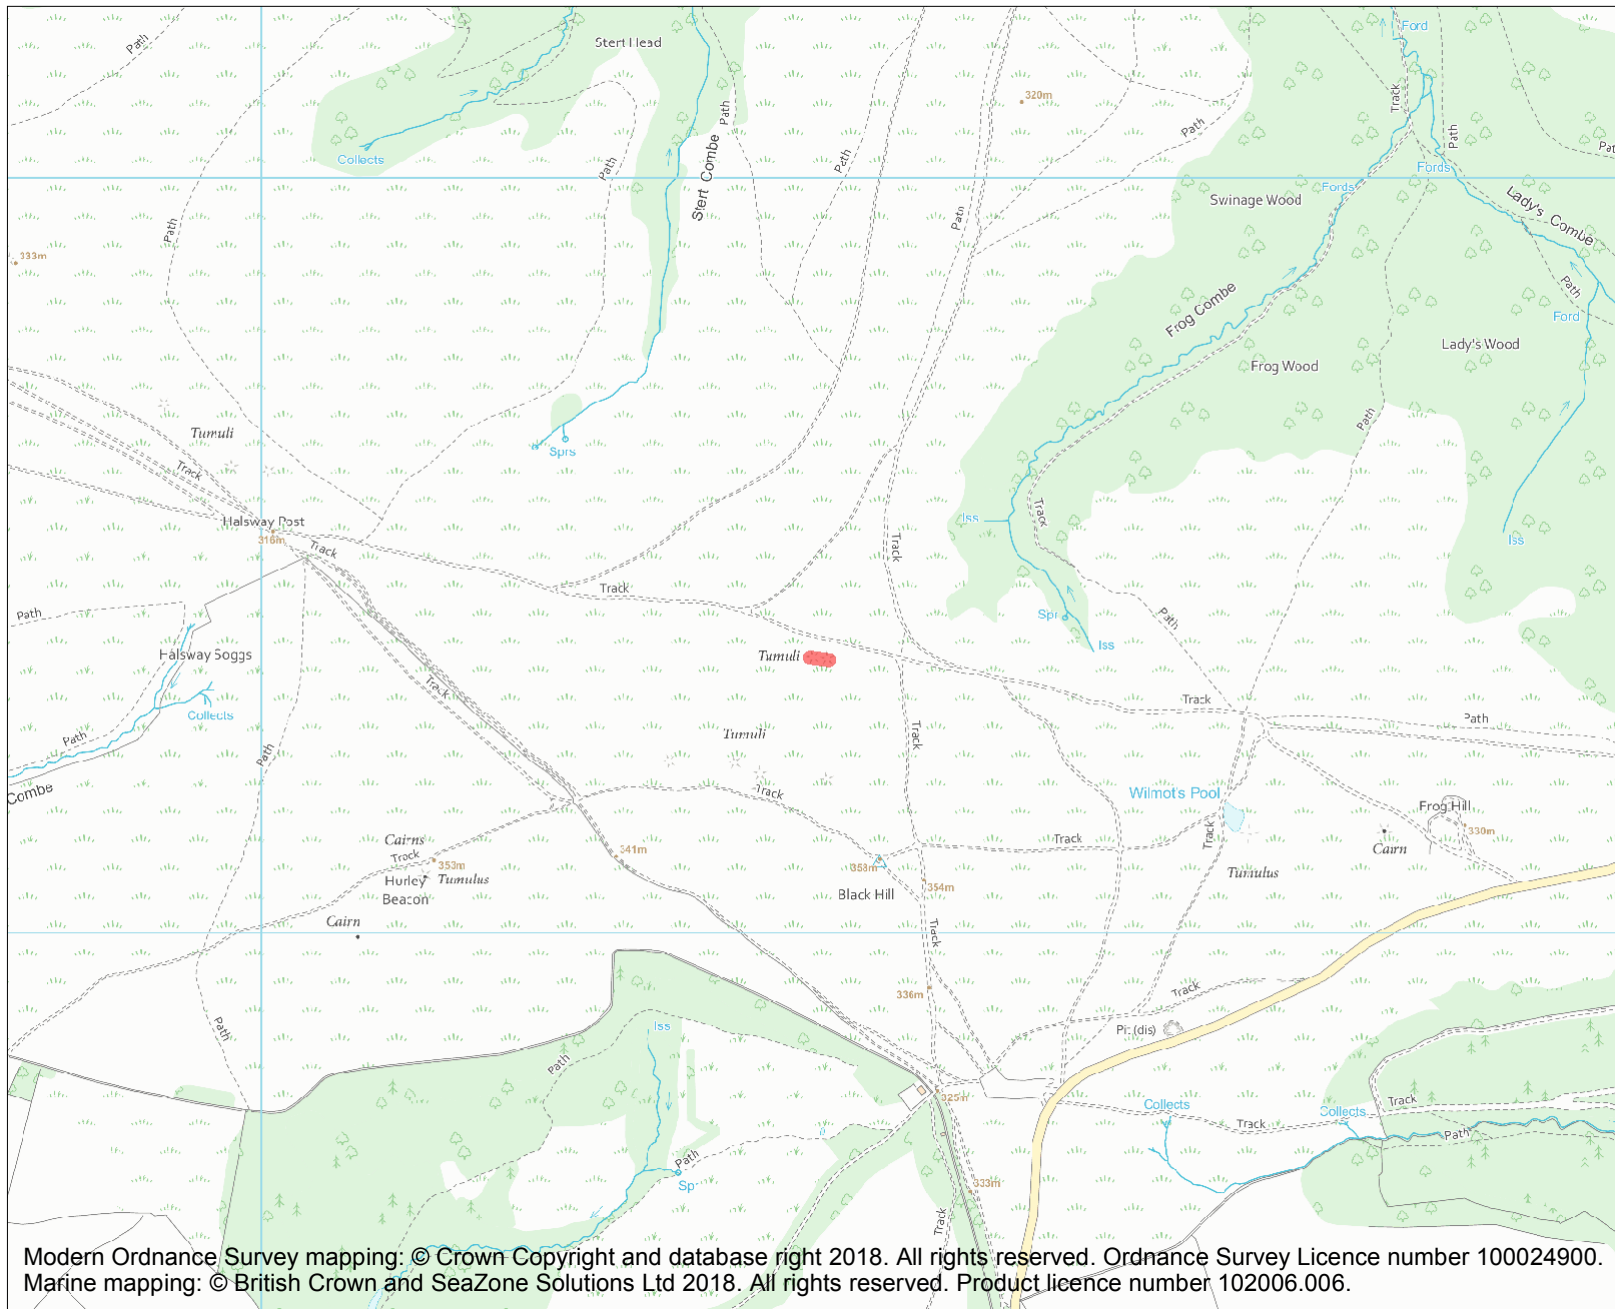 Path
Stert Head
Ford
320m
Track
Path
Path
Path
Path
Path
Collects
Path
Stert Combe
Fords
Fords
Swinage Wood
Lady's Combe
Path
Path
333m
Path
Frog Combe
Ford
Lady's Wood
Frog Wood
Path
Tumuli
Track
Sprs
Halsway Post
316m
Track
Track
Iss
Track
Iss
Track
Path
Path
Spr
Iss
Halsway Soggs
Tumuli
Track
Collects
Track
Path
Path
Path
Track
Tumuli
Combe
Track
Wilmot's Pool
Frog Hill
330m
Cairns
Track
353m
341m
Track
Track
Cairn
Hurley
Beacon
Tumulus
358m
354m
Black Hill
Tumulus
Cairn
Track
336m
Track
Path
Iss
Pit (dis)
Path
325m
Collects
Track
Collects
Track
Path
Path
Spr
333m
Track
Modern Ordnance Survey mapping: © Crown Copyright and database right 2018. All rights reserved. Ordnance Survey Licence number 100024900.
Marine mapping: © British Crown and SeaZone Solutions Ltd 2018. All rights reserved. Product licence number 102006.006.